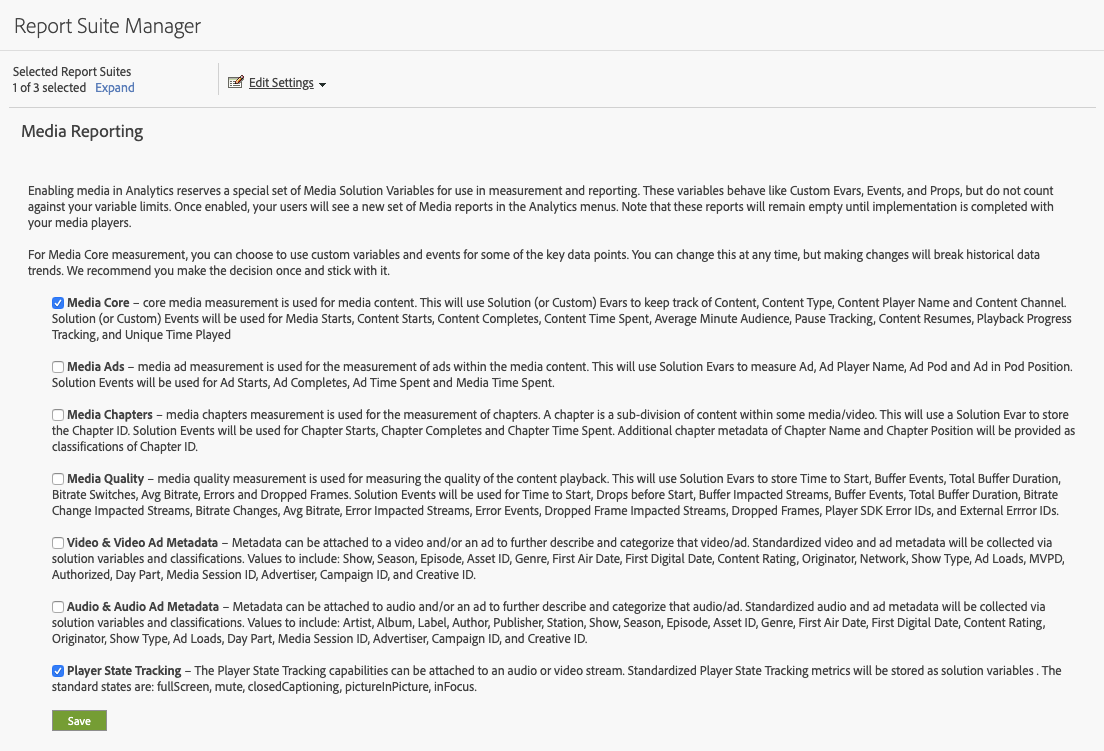 Report Suite Manager
Selected Report Suites
1 of 3 selected Expand
Edit Settings
Media Reporting
Enabling media in Analytics reserves a special set of Media Solution Variables for use in measurement and reporting. These variables behave like Custom Evars, Events, and Props, but do not count
against your variable limits. Once enabled, your users will see a new set of Media reports in the Analytics menus. Note that these reports will remain empty until implementation is completed with
your media players.
For Media Core measurement, you can choose to use custom variables and events for some of the key data points. You can change this at any time, but making changes will break historical data
trends. We recommend you make the decision once and stick with it.
Media Core – core media measurement is used for media content. This will use Solution (or Custom) Evars to keep track of Content, Content Type, Content Player Name and Content Channel.
Solution (or Custom) Events will be used for Media Starts, Content Starts, Content Completes, Content Time Spent, Average Minute Audience, Pause Tracking, Content Resumes, Playback Progress
Tracking, and Unique Time Played
Media Ads – media ad measurement is used for the measurement of ads within the media content. This will use Solution Evars to measure Ad, Ad Player Name, Ad Pod and Ad in Pod Position.
Solution Events will be used for Ad Starts, Ad Completes, Ad Time Spent and Media Time Spent.
Media Chapters – media chapters measurement is used for the measurement of chapters. A chapter is a sub-division of content within some media/video. This will use a Solution Evar to store
the Chapter ID. Solution Events will be used for Chapter Starts, Chapter Completes and Chapter Time Spent. Additional chapter metadata of Chapter Name and Chapter Position will be provided as
classifications of Chapter ID.
Media Quality – media quality measurement is used for measuring the quality of the content playback. This will use Solution Evars to store Time to Start, Buffer Events, Total Buffer Duration,
Bitrate Switches, Avg Bitrate, Errors and Dropped Frames. Solution Events will be used for Time to Start, Drops before Start, Buffer Impacted Streams, Buffer Events, Total Buffer Duration, Bitrate
Change Impacted Streams, Bitrate Changes, Avg Bitrate, Error Impacted Streams, Error Events, Dropped Frame Impacted Streams, Dropped Frames, Player SDK Error IDs, and External Errror IDs.
Video & Video Ad Metadata – Metadata can be attached to a video and/or an ad to further describe and categorize that video/ad. Standardized video and ad metadata will be collected via
solution variables and classifications. Values to include: Show, Season, Episode, Asset ID, Genre, First Air Date, First Digital Date, Content Rating, Originator, Network, Show Type, Ad Loads, MVPD,
Authorized, Day Part, Media Session ID, Advertiser, Campaign ID, and Creative ID.
Audio & Audio Ad Metadata – Metadata can be attached to audio and/or an ad to further describe and categorize that audio/ad. Standardized audio and ad metadata will be collected via
solution variables and classifications. Values to include: Artist, Album, Label, Author, Publisher, Station, Show, Season, Episode, Asset ID, Genre, First Air Date, First Digital Date, Content Rating,
Originator, Show Type, Ad Loads, Day Part, Media Session ID, Advertiser, Campaign ID, and Creative ID.
Player State Tracking – The Player State Tracking capabilities can be attached to an audio or video stream. Standardized Player State Tracking metrics will be stored as solution variables . The
standard states are: fullScreen, mute, closedCaptioning, pictureInPicture, inFocus.
Save